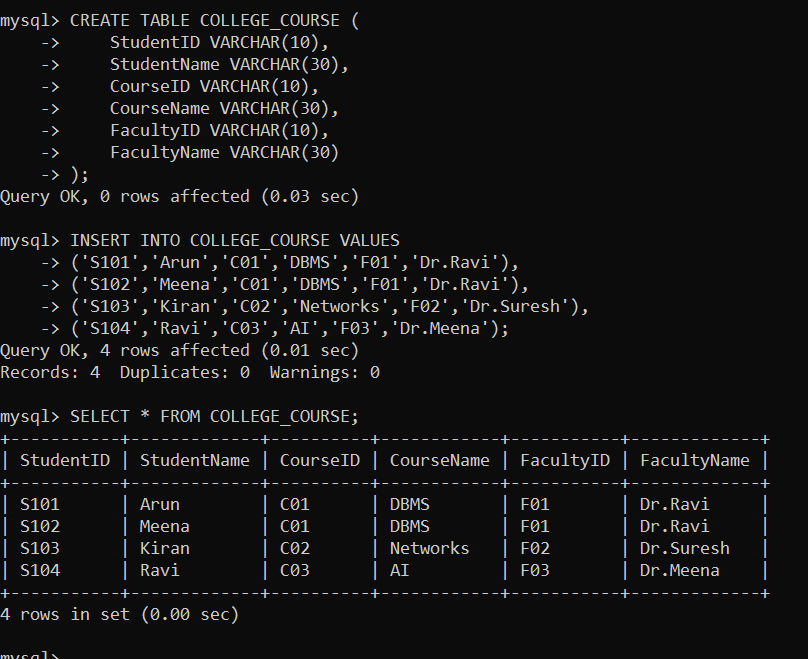 mysql> CREATE TABLE COLLEGE_COURSE (
    ->     StudentID VARCHAR(10),
    ->     StudentName VARCHAR(30),
    ->     CourseID VARCHAR(10),
    ->     CourseName VARCHAR(30),
    ->     FacultyID VARCHAR(10),
    ->     FacultyName VARCHAR(30)
    -> );
Query OK, 0 rows affected (0.03 sec)

mysql> INSERT INTO COLLEGE_COURSE VALUES
    -> ('S101','Arun','C01','DBMS','F01','Dr.Ravi'),
    -> ('S102','Meena','C01','DBMS','F01','Dr.Ravi'),
    -> ('S103','Kiran','C02','Networks','F02','Dr.Suresh'),
    -> ('S104','Ravi','C03','AI','F03','Dr.Meena');
Query OK, 4 rows affected (0.01 sec)
Records: 4  Duplicates: 0  Warnings: 0

mysql> SELECT * FROM COLLEGE_COURSE;
+-----------+-------------+----------+------------+-----------+-------------+
| StudentID | StudentName | CourseID | CourseName | FacultyID | FacultyName |
+-----------+-------------+----------+------------+-----------+-------------+
| S101      | Arun        | C01      | DBMS       | F01       | Dr.Ravi     |
| S102      | Meena       | C01      | DBMS       | F01       | Dr.Ravi     |
| S103      | Kiran       | C02      | Networks   | F02       | Dr.Suresh   |
| S104      | Ravi        | C03      | AI         | F03       | Dr.Meena    |
+-----------+-------------+----------+------------+-----------+-------------+
4 rows in set (0.00 sec)

mysql>